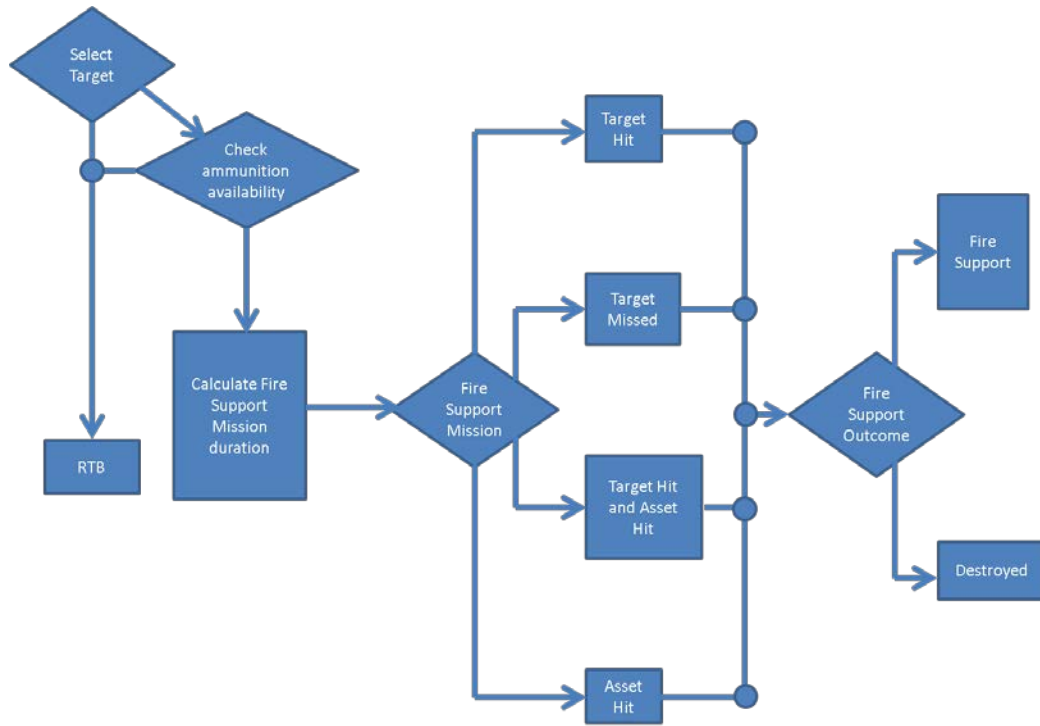 Select
Target
Check
ammunition
availability
RTB
Calculate Fire
Support
Mission
duration
Fire
Support
Mission
Target
Hit
Target
Missed
Target Hit
and Asset
Hit
Asset
Hit
Fire
Support
Outcome
Fire
Support
Destroyed